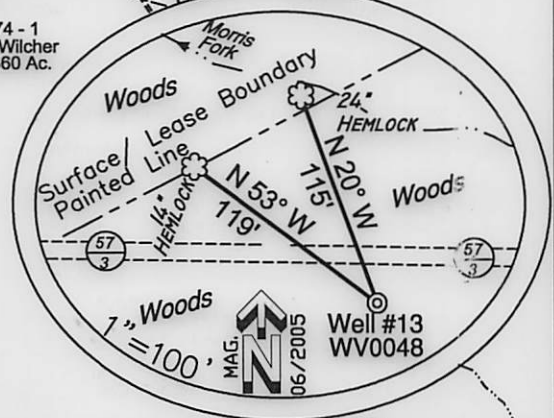 74 - 1
Wilcher
60 Ac.
Morris
Fork
Woods
Surface / Lease Boundary
Painted Line
24"
HEMLOCK
N 20° W
115'
Woods
14"
HEMLOCK
N 53° W
119'
57
3
57
3
Woods
1" =100'
MAG.
N
06/2005
Well #13
WV0048